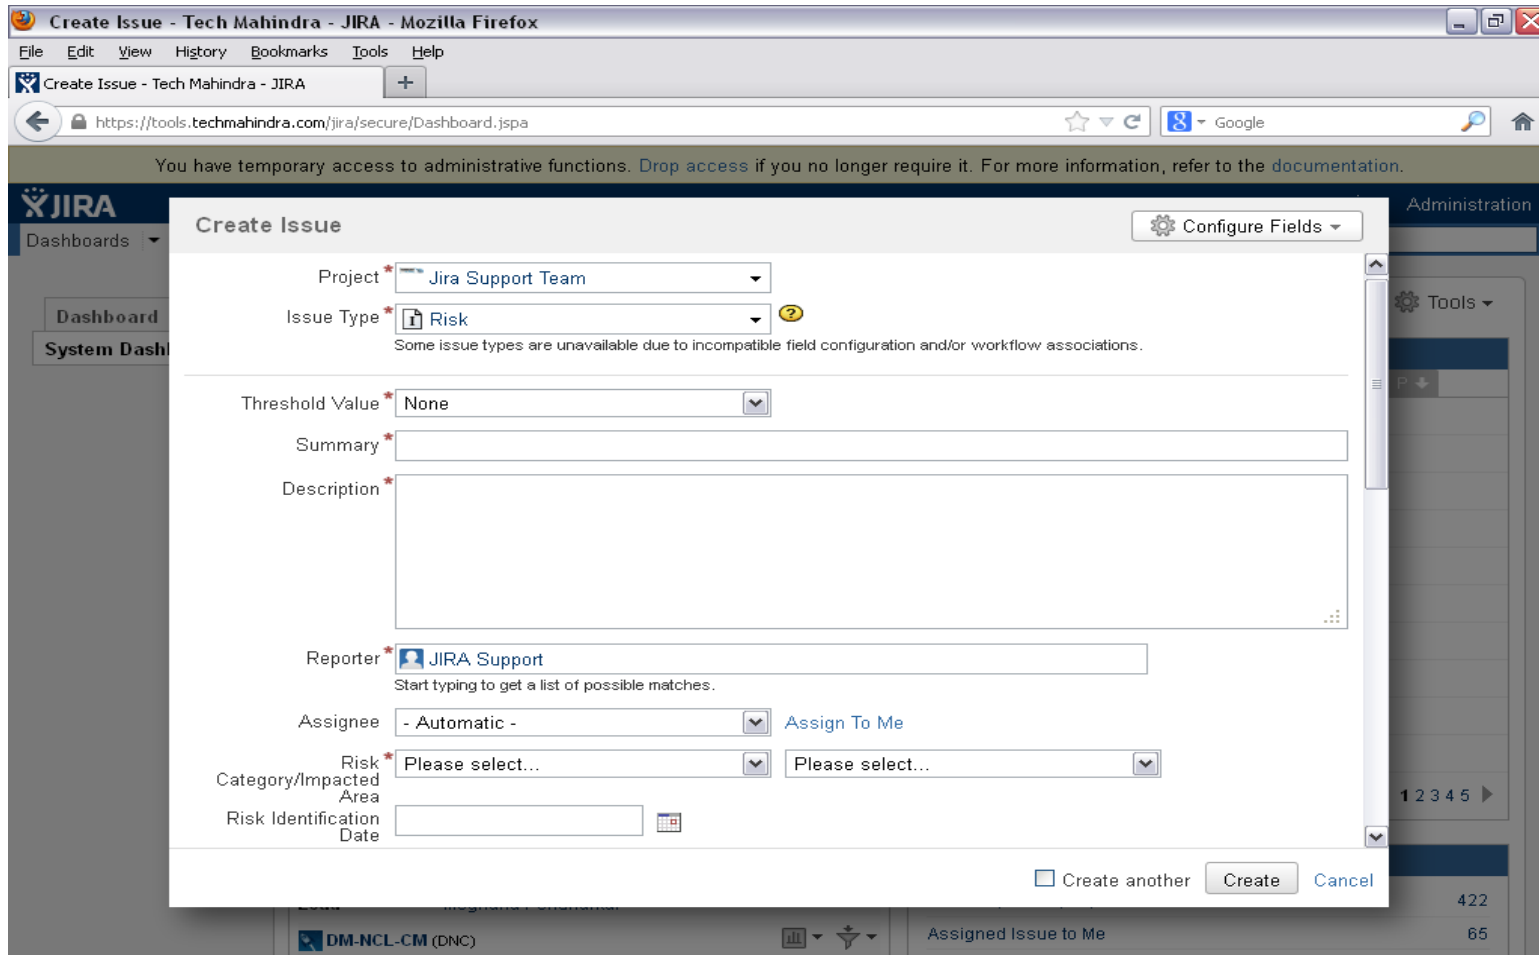 Create Issue - Tech Mahindra - JIRA - Mozilla Firefox
File Edit View History Bookmarks Tools Help
Create Issue - Tech Mahindra - JIRA
https://tools.techmahindra.com/jira/secure/Dashboard.jspa Google
You have temporary access to administrative functions. Drop access if you no longer require it. For more information, refer to the documentation.
JIRA Administration
Dashboards
Create Issue Configure Fields
Project* Jira Support Team
Dashboard Tools
Issue Type* Risk
System Dash
Some issue types are unavailable due to incompatible field configuration and/or workflow associations.
P
Threshold Value* None
Summary*
Description*
Reporter* JIRA Support
Start typing to get a list of possible matches.
Assignee - Automatic - Assign To Me
Risk* Please select... Please select...
Category/Impacted
Area
1 2 3 4 5
Risk Identification
Date
Create another Create Cancel
422
DM-NCL-CM (DNC) Assigned Issue to Me 65